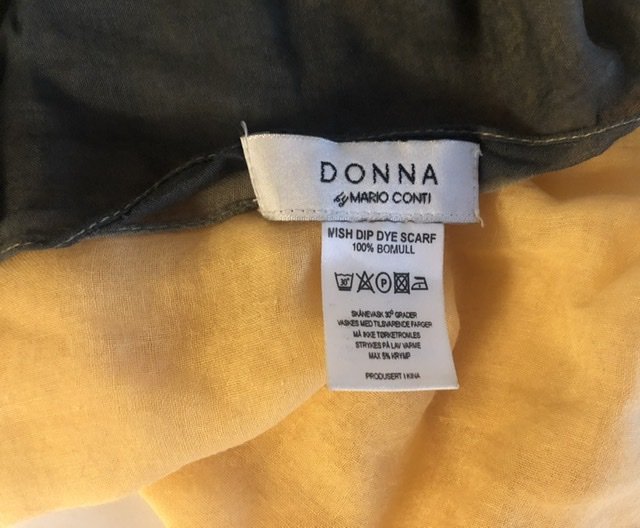 DONNA
by MARIO CONTI
WISH DIP DYE SCARF
100% BOMULL
30° P
SKÅNEVASK 30° GRADER
VASKES MED TILSVARENDE FARGER
MÅ IKKE TØRKETROMLES
STRYKES PÅ LAV VARME
MAX 5% KRYMP
PRODUSERT I KINA